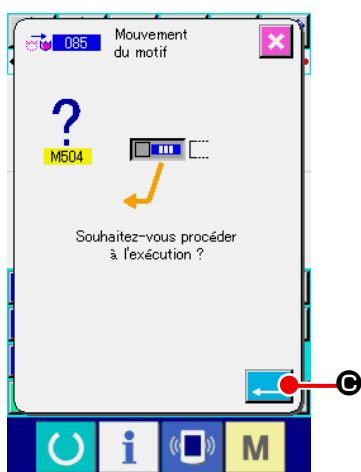 085 Mouvement
du motif
?
M504
Souhaitez-vous procéder
à l'exécution ?
C
i
M